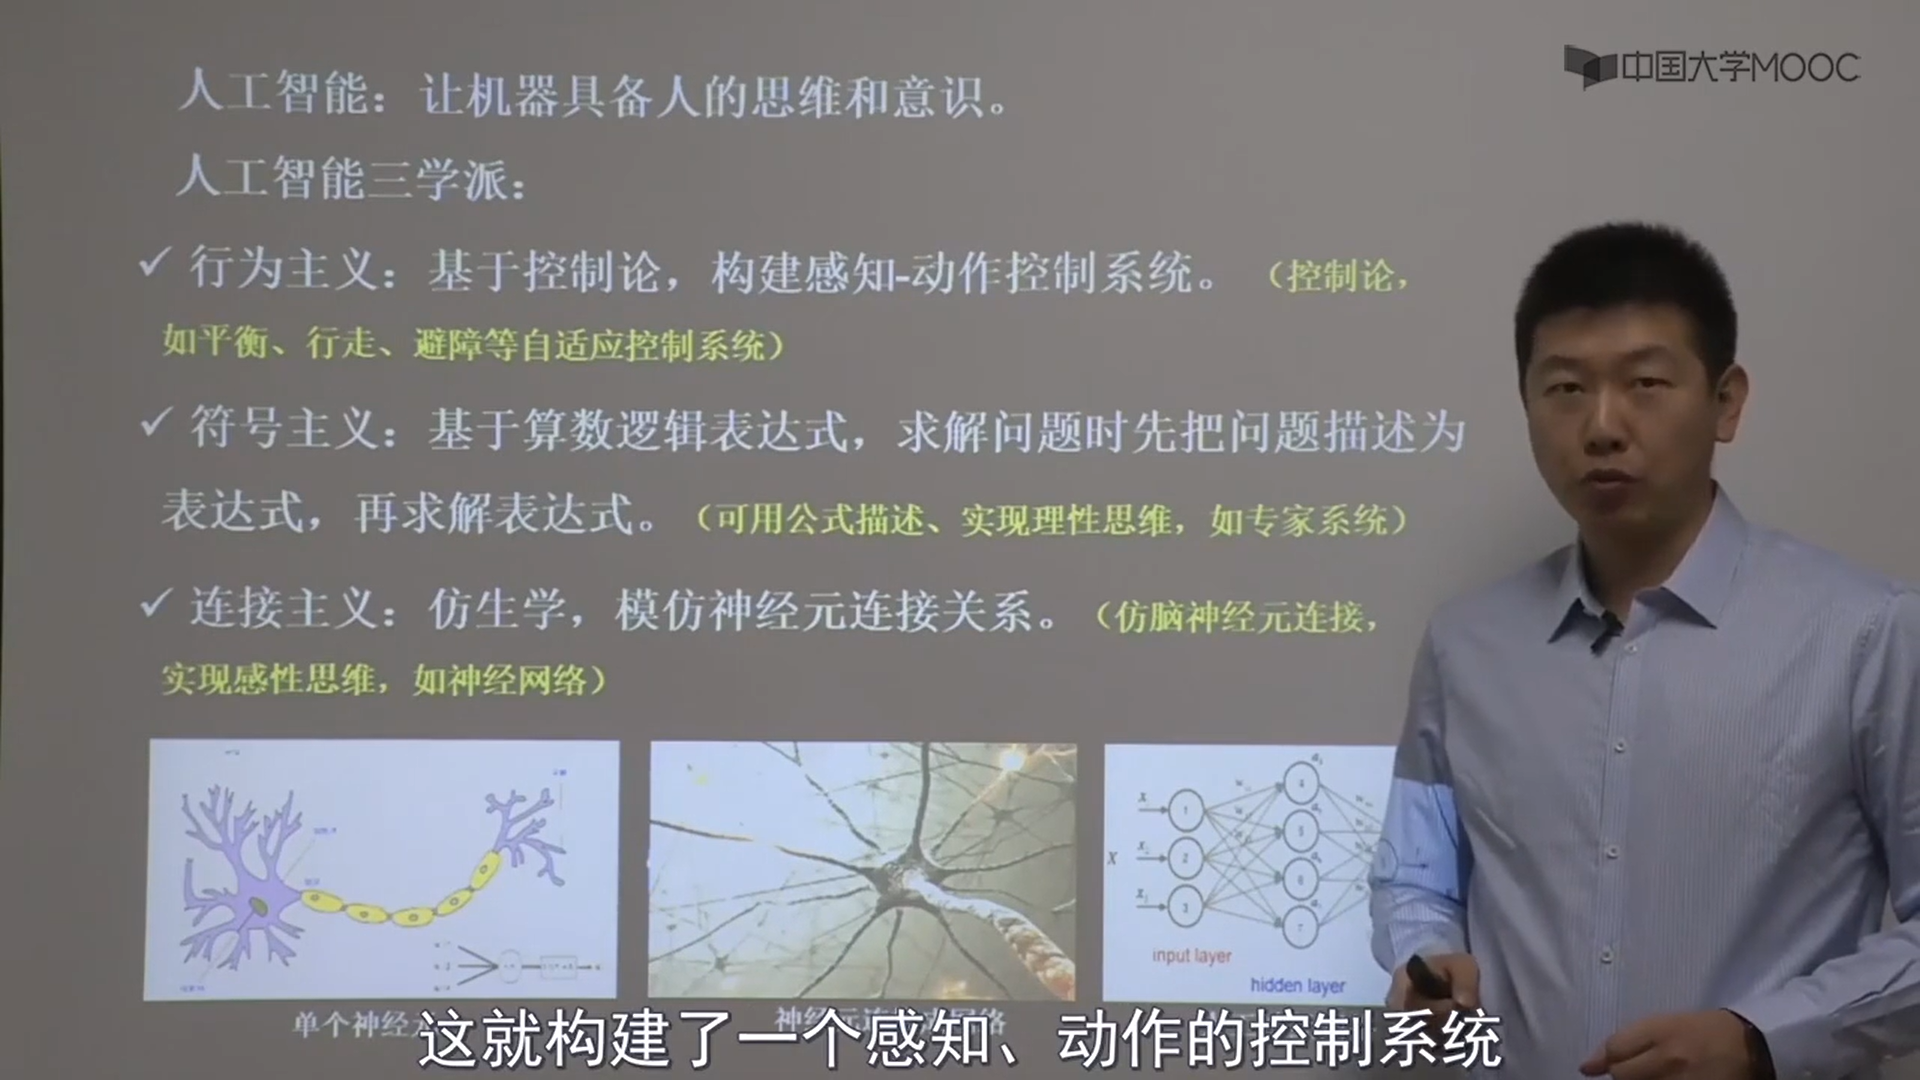 中国大学MOOC
人工智能：让机器具备人的思维和意识。
人工智能三学派：
✓ 行为主义：基于控制论，构建感知-动作控制系统。（控制论，
如平衡、行走、避障等自适应控制系统）
✓ 符号主义：基于算数逻辑表达式，求解问题时先把问题描述为
表达式，再求解表达式。（可用公式描述、实现理性思维，如专家系统）
✓ 连接主义：仿生学，模仿神经元连接关系。（仿脑神经元连接，
实现感性思维，如神经网络）
X
1
2
3
6
7
input layer
hidden layer
单个神经
神经元
络
这就构建了一个感知、动作的控制系统